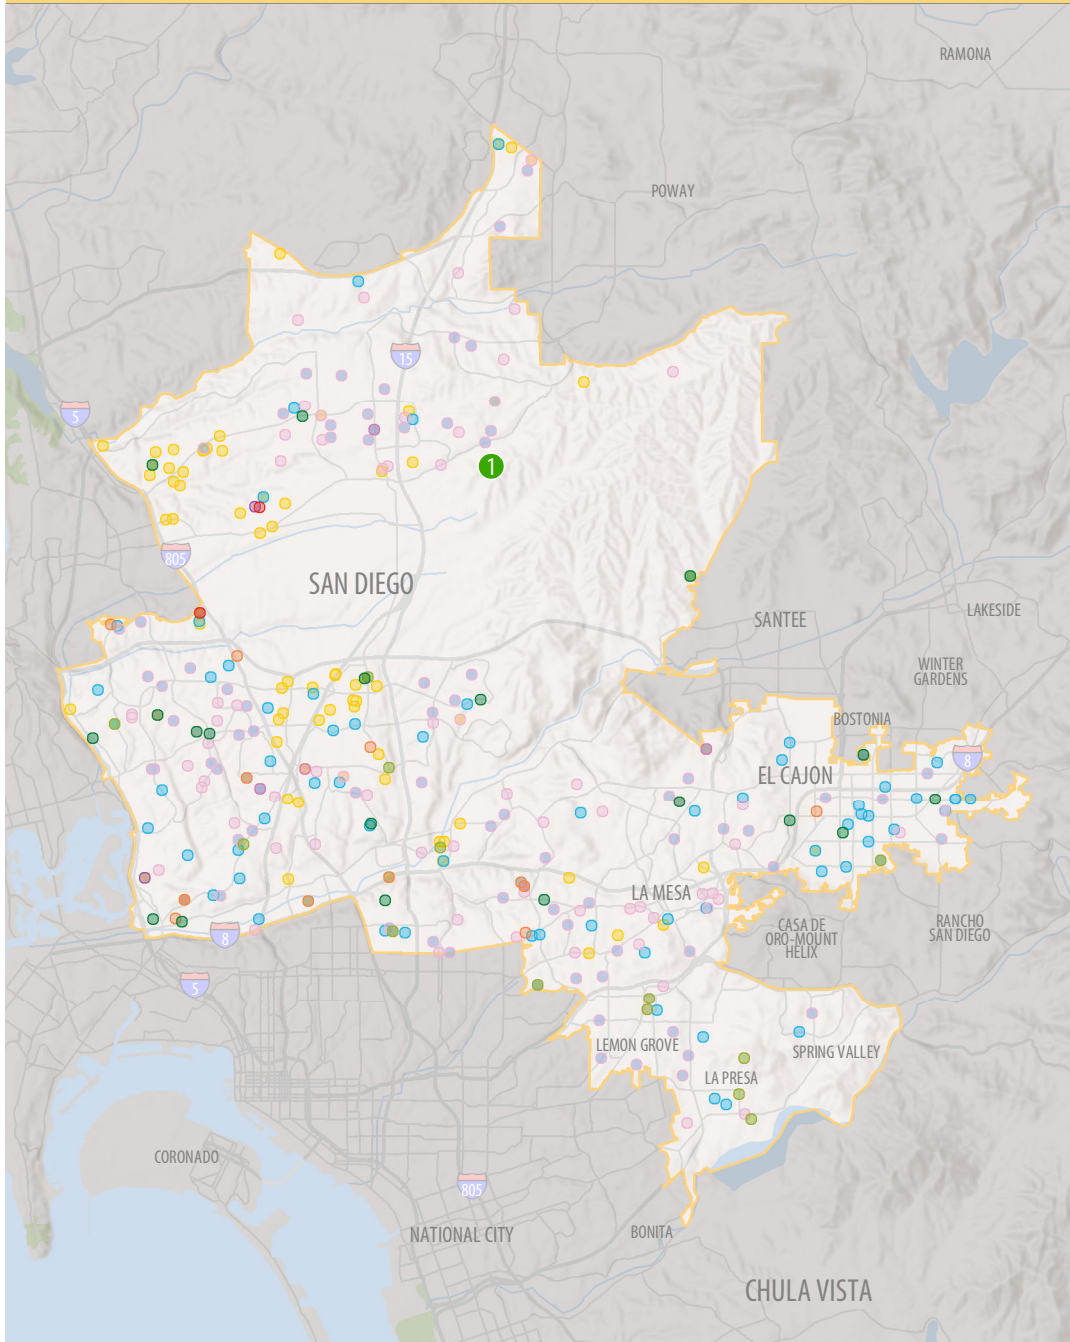 RAMONA
POWAY
15
5
1
805
SAN DIEGO
SANTEE
LAKESIDE
WINTER
GARDENS
BOSTONIA
8
EL CAJON
LA MESA
CASA DE
ORO-MOUNT
HELIX
RANCHO
SAN DIEGO
8
5
LEMON GROVE
SPRING VALLEY
LA PRESA
CORONADO
805
NATIONAL CITY
BONITA
CHULA VISTA